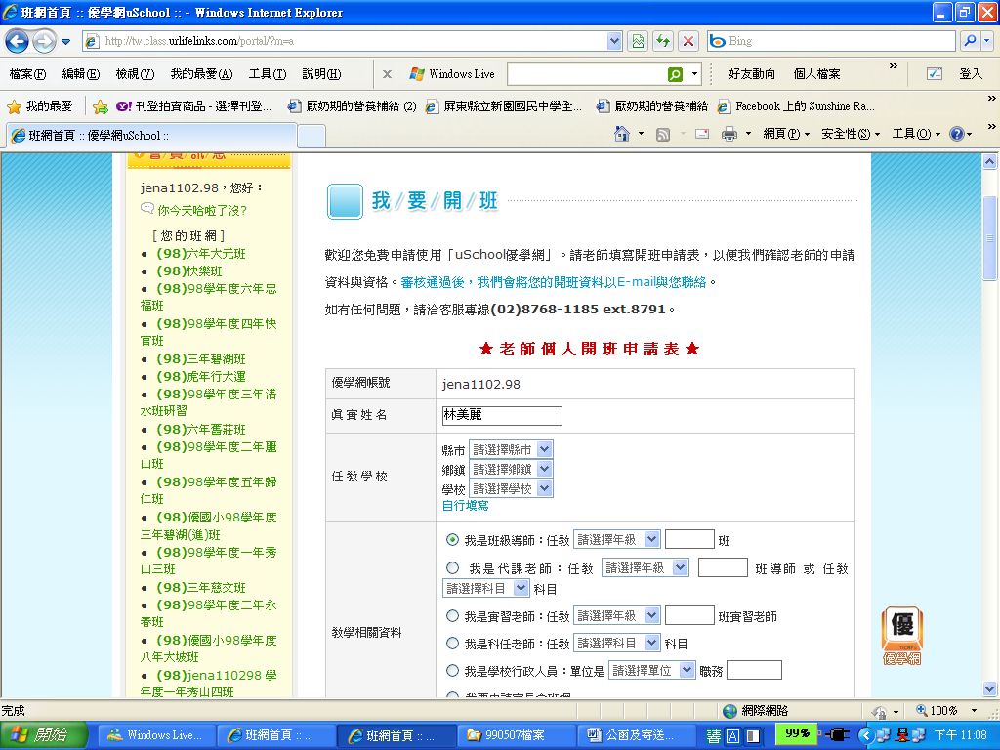 班網首頁 :: 優學網uSchool :: - Windows Internet Explorer
http://tw.class.urlifelinks.com/portal/?m=a
Bing
檔案(F) 編輯(E) 檢視(V) 我的最愛(A) 工具(T) 說明(H)
Windows Live
好友動向 個人檔案 » 登入
我的最愛
刊登拍賣商品 - 選擇刊登...
厭奶期的營養補給 (2)
屏東縣立新園國民中學全...
厭奶期的營養補給
Facebook 上的 Sunshine Ra...
班網首頁 :: 優學網uSchool ::
網頁(P) 安全性(S) 工具(O)
會/員/訊/息
jena1102.98，您好：
你今天哈啦了沒?
[ 您的班網 ]
(98)六年大元班
(98)快樂班
(98)98學年度六年忠
福班
(98)98學年度四年快
官班
(98)三年碧湖班
(98)虎年行大運
(98)98學年度三年清
水班研習
(98)六年舊莊班
(98)98學年度二年麗
山班
(98)98學年度五年歸
仁班
(98)優國小98學年度
三年碧湖(進)班
(98)98學年度一年秀
山三班
(98)三年慈文班
(98)98學年度二年永
春班
(98)優國小98學年度
八年大坡班
(98)jena110298 學
年度一年秀山四班
我/要/開/班
歡迎您免費申請使用「uSchool優學網」。請老師填寫開班申請表，以便我們確認老師的申請
資料與資格。審核通過後，我們會將您的開班資料以E-mail與您聯絡。
如有任何問題，請洽客服專線(02)8768-1185 ext.8791。
★ 老 師 個 人 開 班 申 請 表 ★
優學網帳號 jena1102.98
真 實 姓 名 林美麗
任 教 學 校
縣市 請選擇縣市
鄉鎮 請選擇鄉鎮
學校 請選擇學校
自行填寫
教學相關資料
我是班級導師：任教 請選擇年級 班
我是代課老師：任教 請選擇年級 班導師 或 任教
請選擇科目 科目
我是實習老師：任教 請選擇年級 班實習老師
我是科任老師：任教 請選擇科目 科目
我是學校行政人員：單位是 請選擇單位 職務
優
優學網
完成
網際網路
100%
開始
Windows Live...
班網首頁 :: ...
班網首頁 :: ...
990507檔案
公函及寄送...
99%
下午 11:08